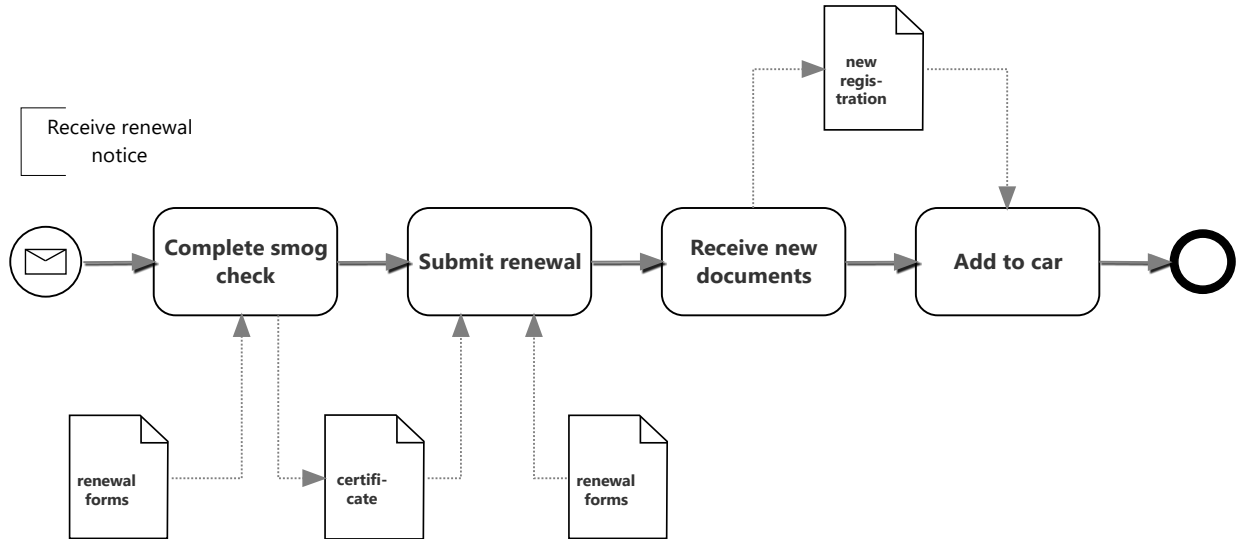 new
regis-
tration
Receive renewal
notice
Complete smog
check
Submit renewal
Receive new
documents
Add to car
renewal
forms
certifi-
cate
renewal
forms